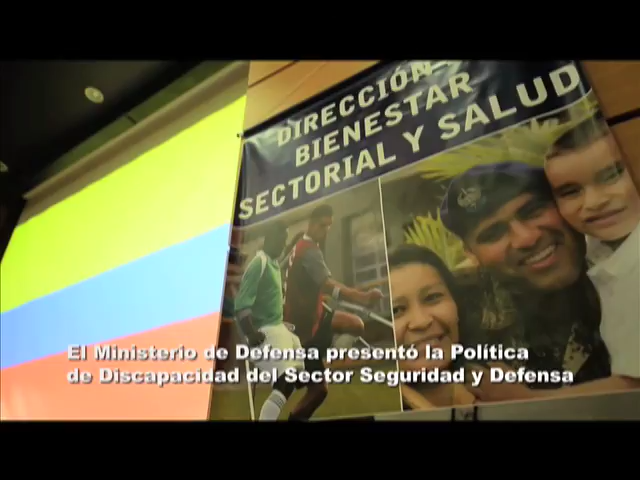 DIRECCIÓN
BIENESTAR
SECTORIAL Y SALUD
El Ministerio de Defensa presentó la Política
de Discapacidad del Sector Seguridad y Defensa